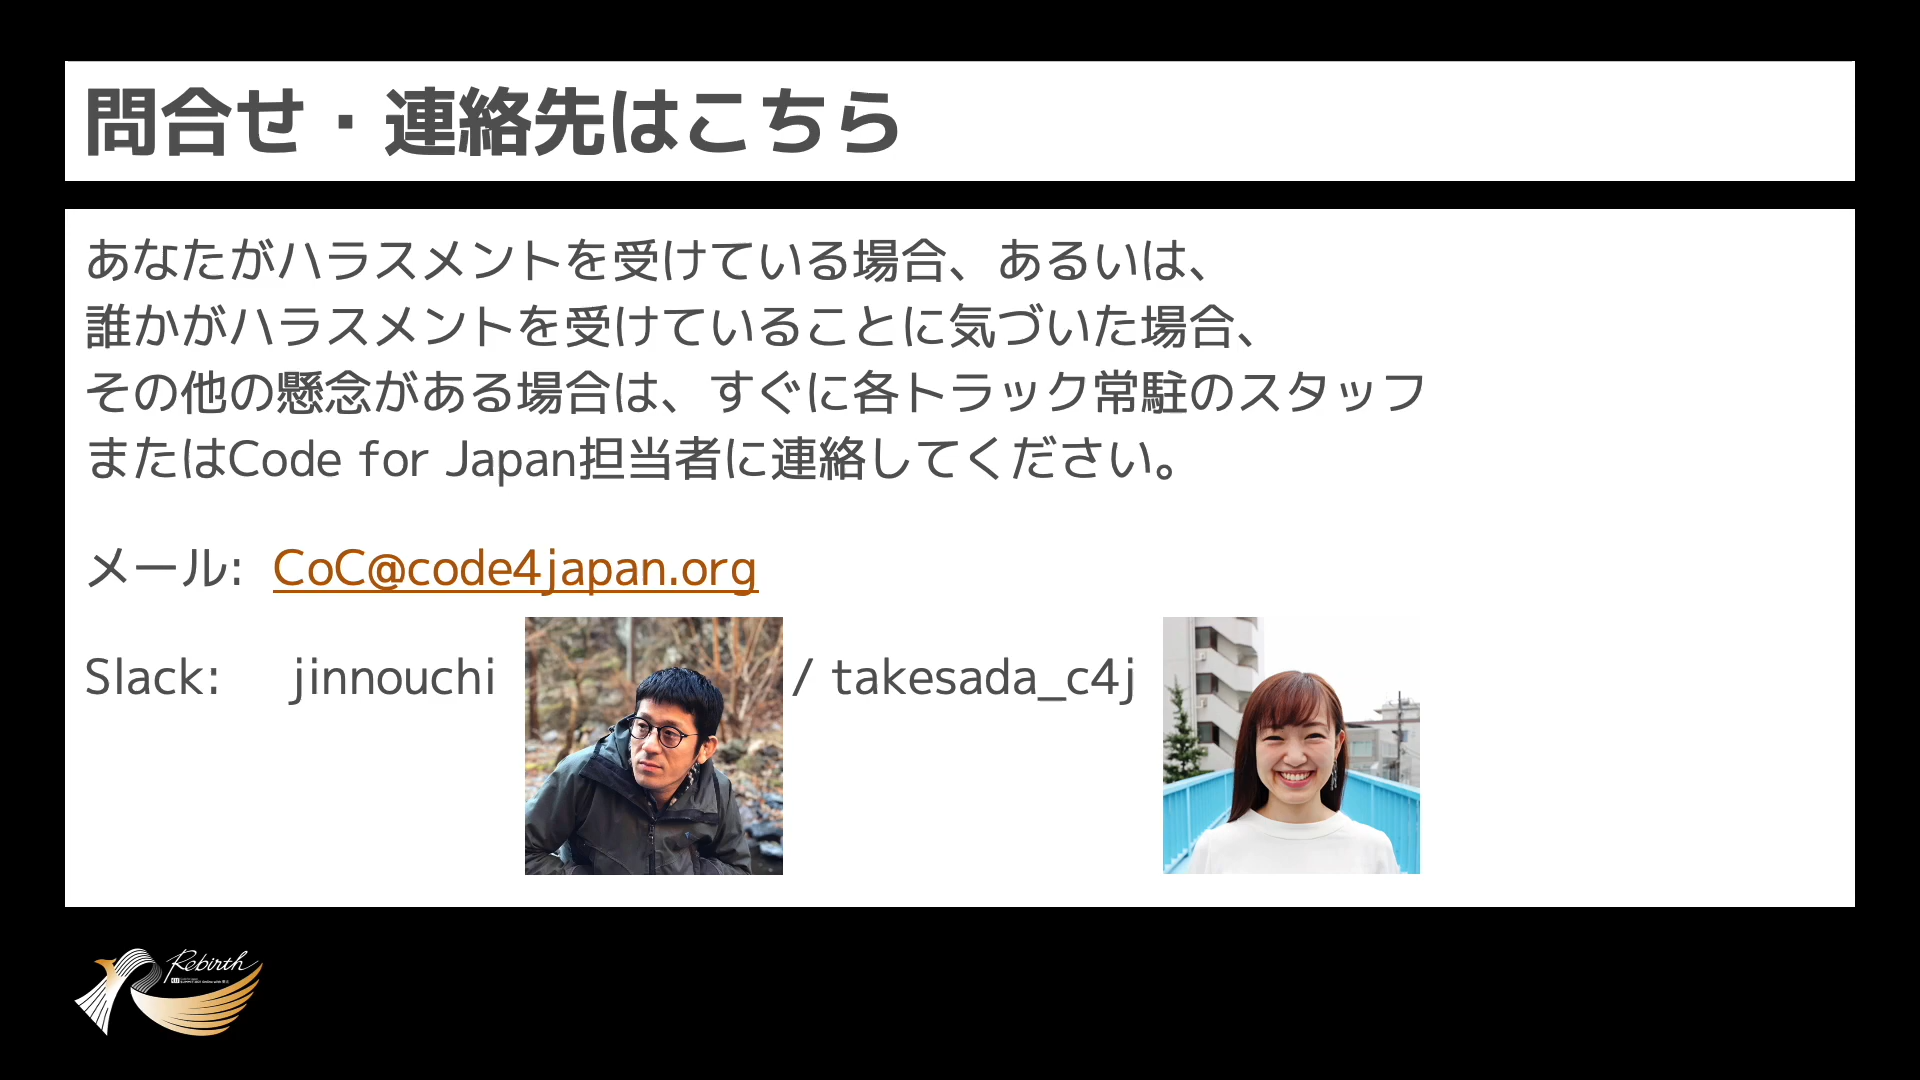 問合せ・連絡先はこちら
あなたがハラスメントを受けている場合、あるいは、
誰かがハラスメントを受けていることに気づいた場合、
その他の懸念がある場合は、すぐに各トラック常駐のスタッフ
またはCode for Japan担当者に連絡してください。
メール: CoC@code4japan.org
Slack: jinnouchi / takesada_c4j
Rebirth